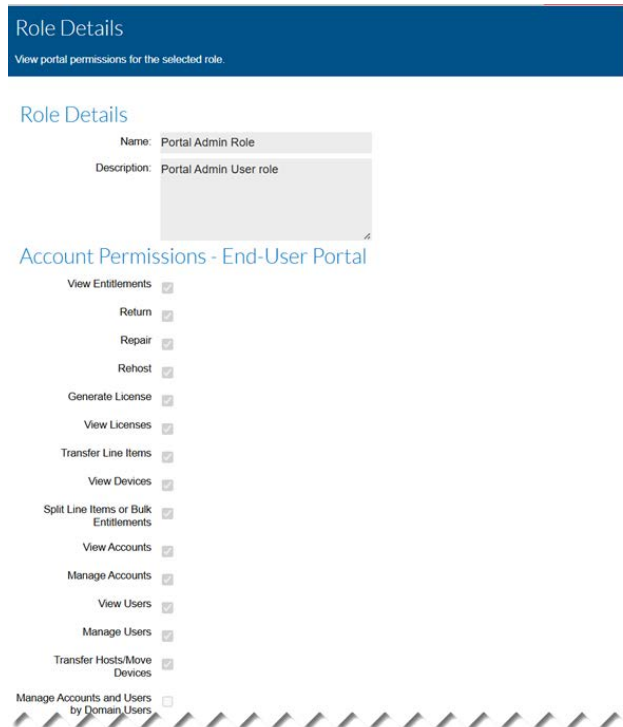 Role Details
View portal permissions for the selected role.
Role Details
Name: Portal Admin Role
Description: Portal Admin User role
Account Permissions - End-User Portal
View Entitlements
Return
Repair
Rehost
Generate License
View Licenses
Transfer Line Items
View Devices
Split Line Items or Bulk
Entitlements
View Accounts
Manage Accounts
View Users
Manage Users
Transfer Hosts/Move
Devices
Manage Accounts and Users
by Domain Users